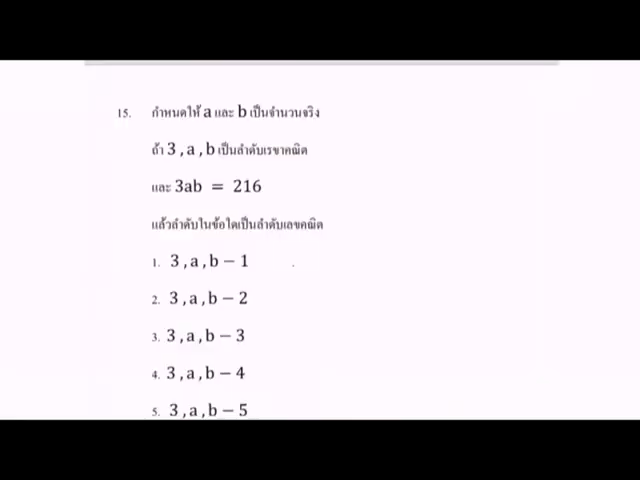 15. กำหนดให้ a และ b เป็นจำนวนจริง
ถ้า 3 , a , b เป็นลำดับเรขาคณิต
และ 3ab = 216
แล้วลำดับในข้อใดเป็นลำดับเลขคณิต
1. 3 , a , b − 1
2. 3 , a , b − 2
3. 3 , a , b − 3
4. 3 , a , b − 4
5. 3 , a , b − 5